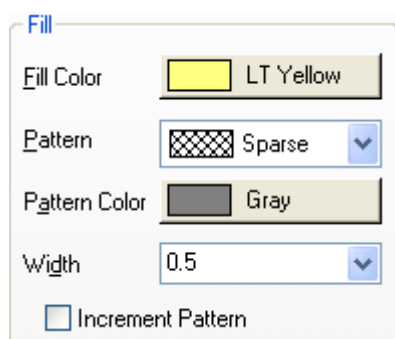 Fill
Fill Color LT Yellow
Pattern Sparse
Pattern Color Gray
Width 0.5
Increment Pattern